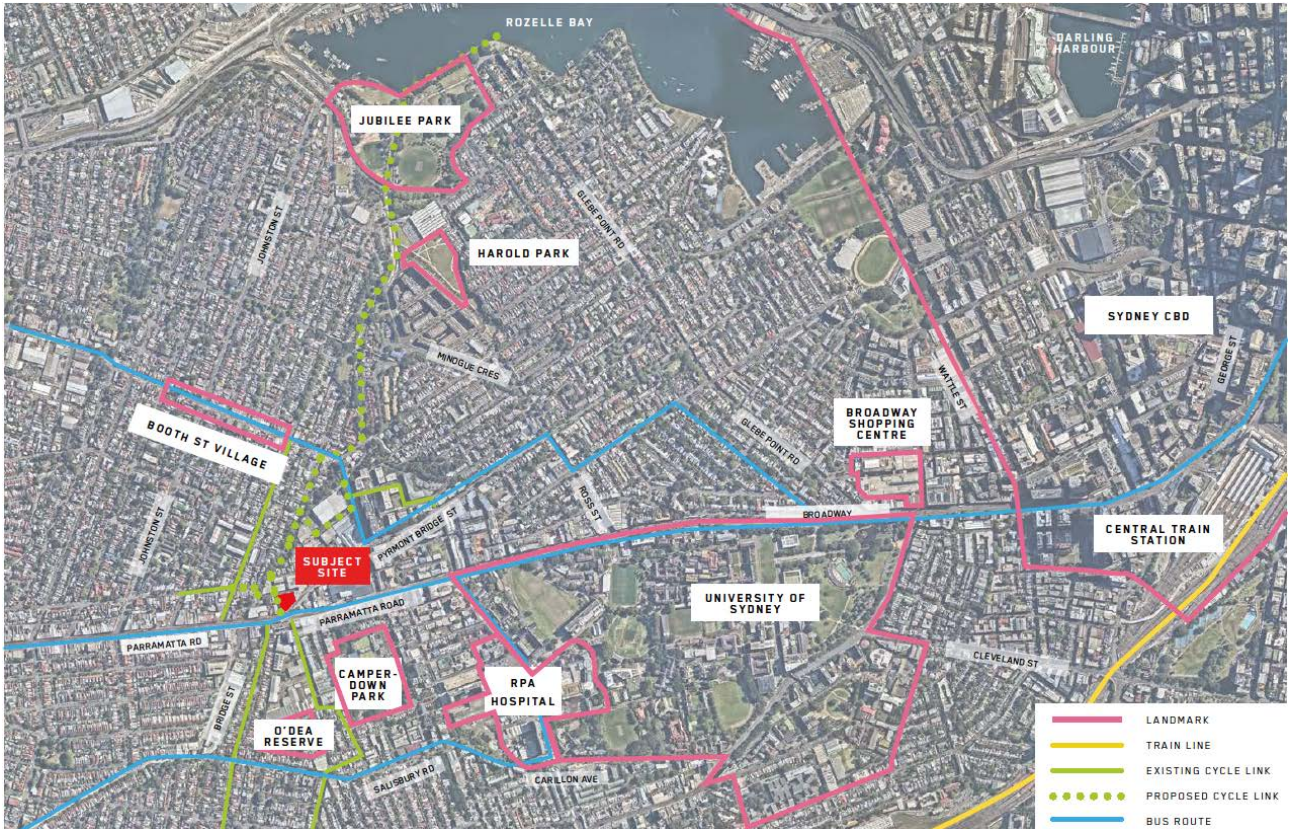 ROZELLE BAY
DARLING
HARBOUR
JUBILEE PARK
JOHNSTON ST
GLEBE POINT RD
HAROLD PARK
SYDNEY CBD
GEORGE ST
MINOGUE CRES
WATTLE ST
BROADWAY
SHOPPING
CENTRE
BOOTH ST VILLAGE
GLEBE POINT RD
ROSS ST
BROADWAY
JOHNSTON ST
PYRMONT BRIDGE ST
CENTRAL TRAIN
STATION
SUBJECT
SITE
UNIVERSITY OF
SYDNEY
PARRAMATTA ROAD
PARRAMATTA RD
CLEVELAND ST
CAMPER-
DOWN
PARK
RPA
HOSPITAL
BRIDGE ST
O'DEA
RESERVE
SALISBURY RD
CARILLON AVE
LANDMARK
TRAIN LINE
EXISTING CYCLE LINK
PROPOSED CYCLE LINK
BUS ROUTE